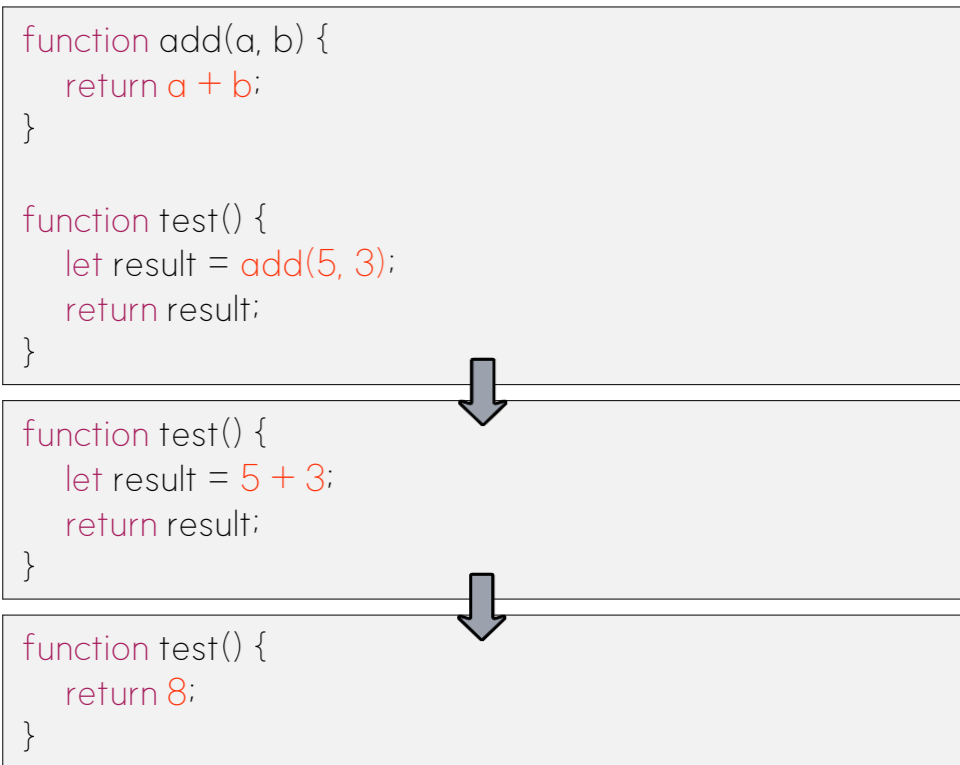 function add(a, b) {
return a + b;
}
function test() {
let result = add(5, 3);
return result;
}
function test() {
let result = 5 + 3;
return result;
}
function test() {
return 8;
}